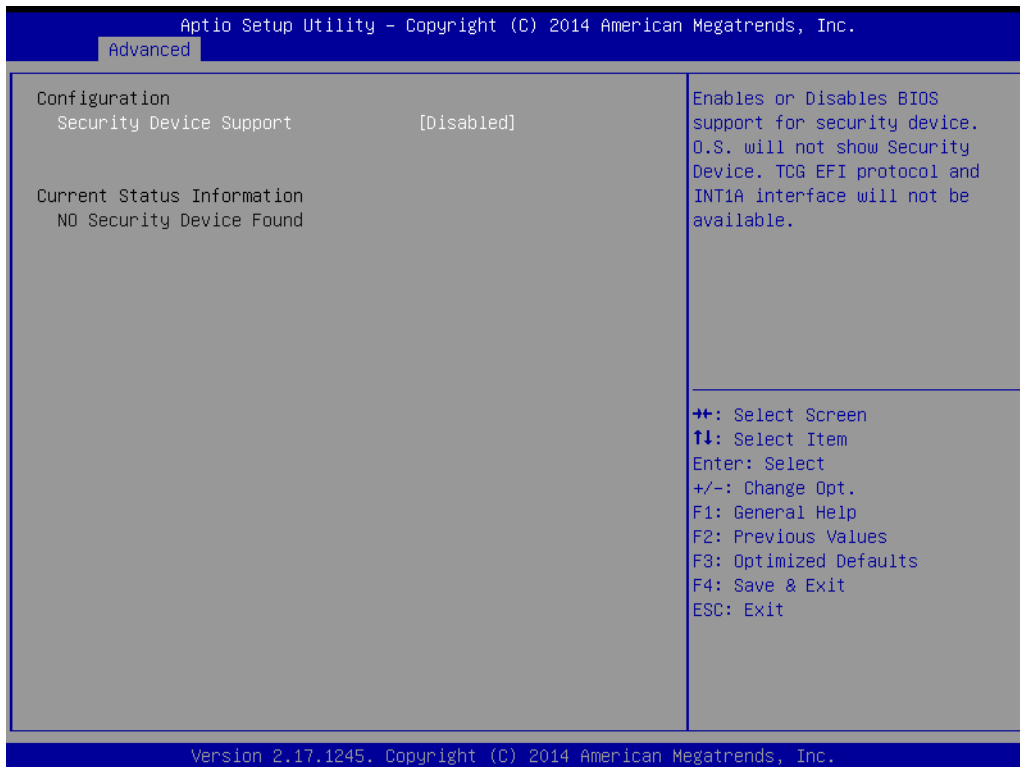 Aptio Setup Utility – Copyright (C) 2014 American Megatrends, Inc.
Advanced
Configuration
Security Device Support [Disabled]
Current Status Information
NO Security Device Found
Enables or Disables BIOS
support for security device.
O.S. will not show Security
Device. TCG EFI protocol and
INT1A interface will not be
available.
→←: Select Screen
↑↓: Select Item
Enter: Select
+/-: Change Opt.
F1: General Help
F2: Previous Values
F3: Optimized Defaults
F4: Save & Exit
ESC: Exit
Version 2.17.1245. Copyright (C) 2014 American Megatrends, Inc.